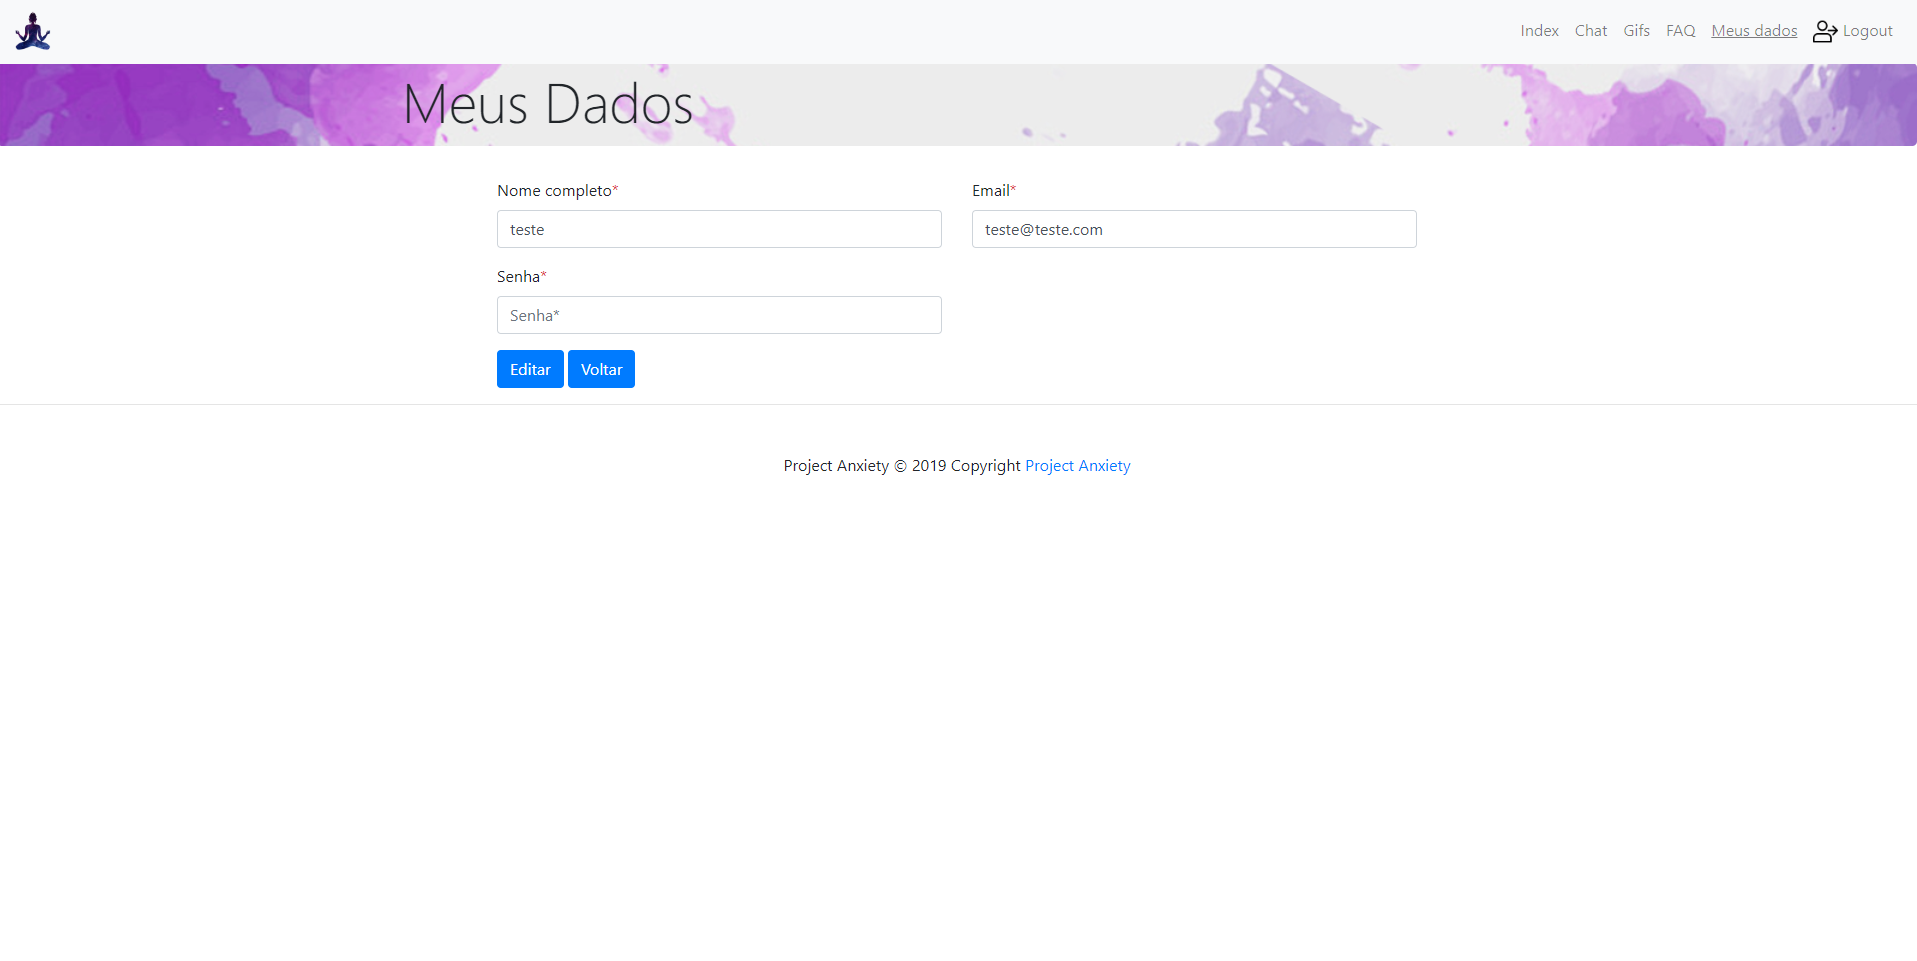 Index Chat Gifs FAQ Meus dados Logout
Meus Dados
Nome completo* Email*
teste teste@teste.com
Senha*
Senha*
Editar Voltar
Project Anxiety © 2019 Copyright Project Anxiety